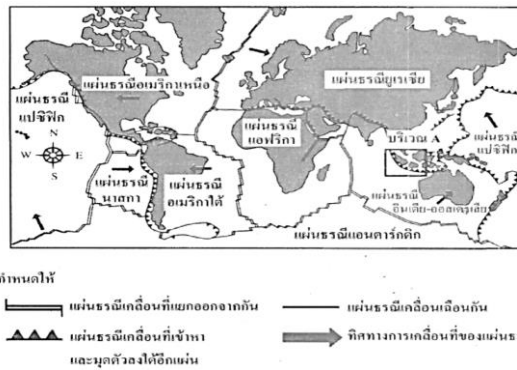 แผ่นธรณีอเมริกาเหนือ
แผ่นธรณียูเรเซีย
แผ่นธรณี
แปซิฟิก
N
W
E
S
แผ่นธรณี
แอฟริกา
บริเวณ A
แผ่นธรณี
แปซิฟิก
แผ่นธรณี
นาสกา
แผ่นธรณี
อเมริกาใต้
แผ่นธรณี
อินเดีย-ออสเตรเลีย
แผ่นธรณีแอนตาร์กติก
กำหนดให้
แผ่นธรณีเคลื่อนที่แยกออกจากกัน
แผ่นธรณีเคลื่อนเฉือนกัน
แผ่นธรณีเคลื่อนที่เข้าหา
และมุดตัวลงใต้อีกแผ่น
ทิศทางการเคลื่อนที่ของแผ่นธร